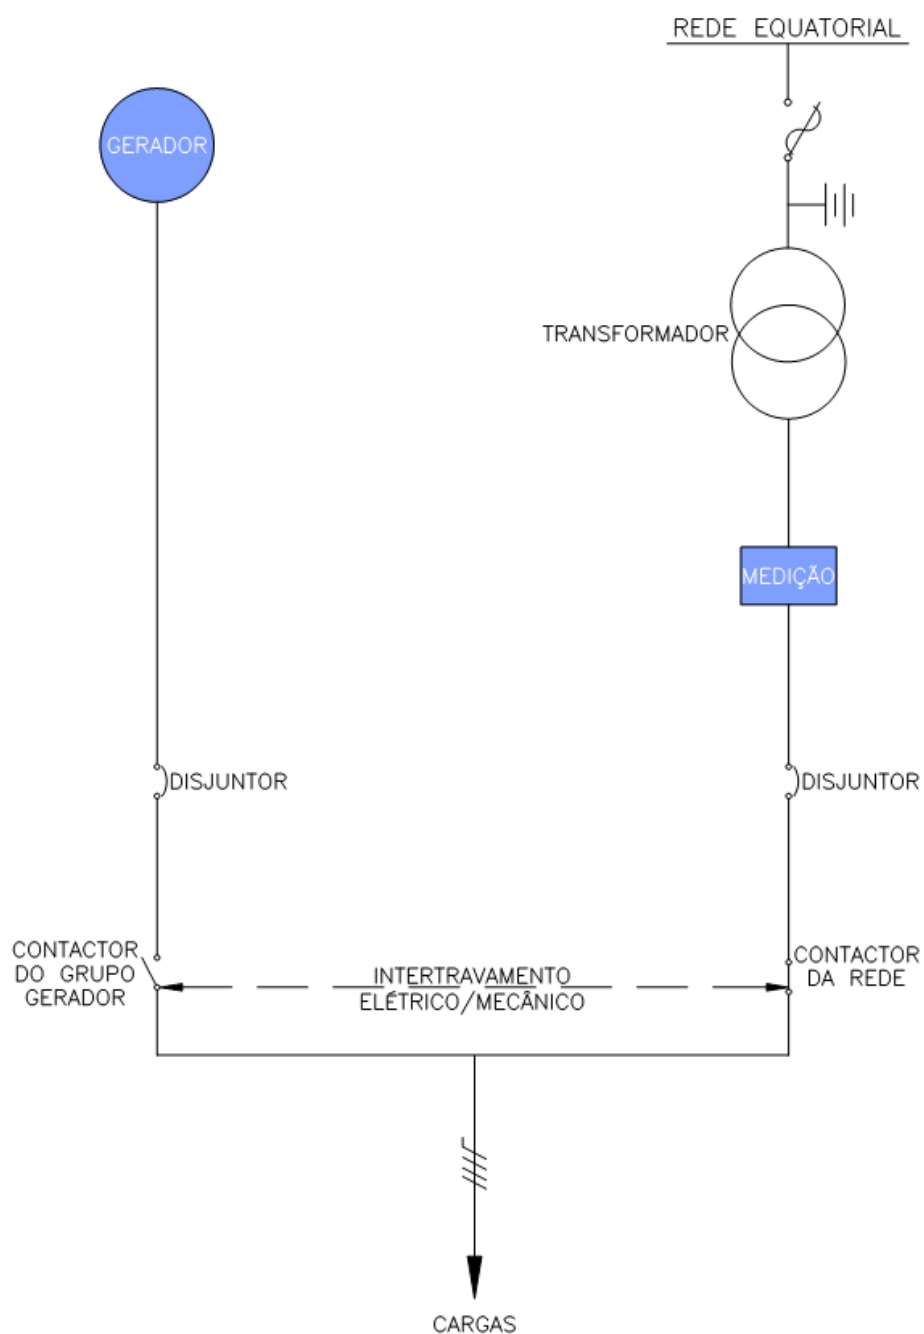 REDE EQUATORIAL
GERADOR
TRANSFORMADOR
MEDIÇÃO
DISJUNTOR
DISJUNTOR
CONTACTOR
DO GRUPO
GERADOR
INTERTRAVAMENTO
ELÉTRICO/MECÂNICO
CONTACTOR
DA REDE
CARGAS